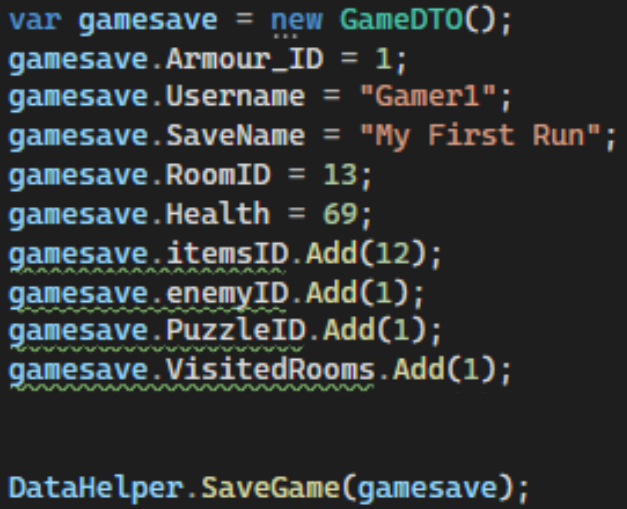 var gamesave = new GameDTO();
gamesave.Armour_ID = 1;
gamesave.Username = "Gamer1";
gamesave.SaveName = "My First Run";
gamesave.RoomID = 13;
gamesave.Health = 69;
gamesave.itemsID.Add(12);
gamesave.enemyID.Add(1);
gamesave.PuzzleID.Add(1);
gamesave.VisitedRooms.Add(1);
DataHelper.SaveGame(gamesave);